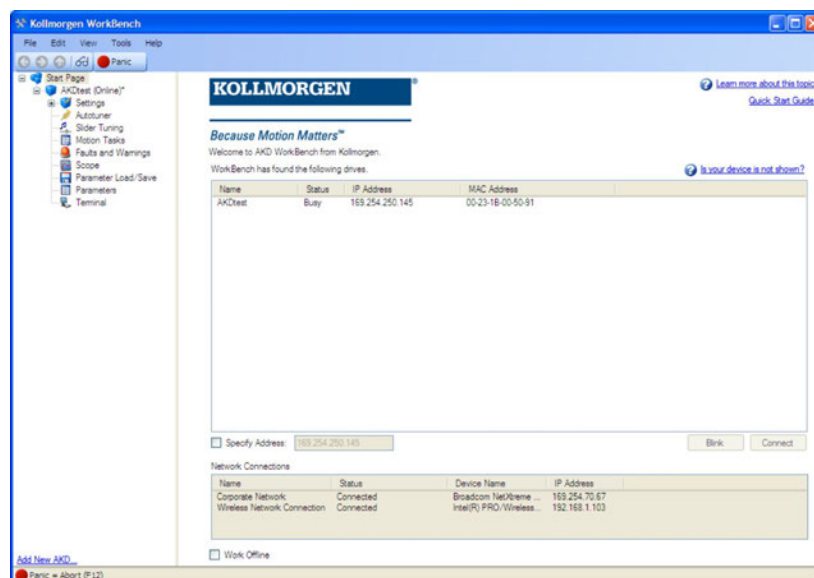 Kollmorgen WorkBench
File Edit View Tools Help
Panic
Start Page
AKDtest (Online)*
Settings
Autotuner
Slider Tuning
Motion Tasks
Faults and Warnings
Scope
Parameter Load/Save
Parameters
Terminal
Add New AKD...
KOLLMORGEN®
Because Motion Matters™
Learn more about this topic
Quick Start Guide
Welcome to AKD WorkBench from Kollmorgen.
WorkBench has found the following drives.
Is your device is not shown?
Name Status IP Address MAC Address
AKDtest Busy 169.254.250.145 00-23-1B-00-50-91
Specify Address: 169.254.250.145
Blink Connect
Network Connections
Name Status Device Name IP Address
Corporate Network Connected Broadcom NetXtreme ... 169.254.70.67
Wireless Network Connection Connected Intel(R) PRO/Wireless... 192.168.1.103
Work Offline
Panic = Abort (F12)